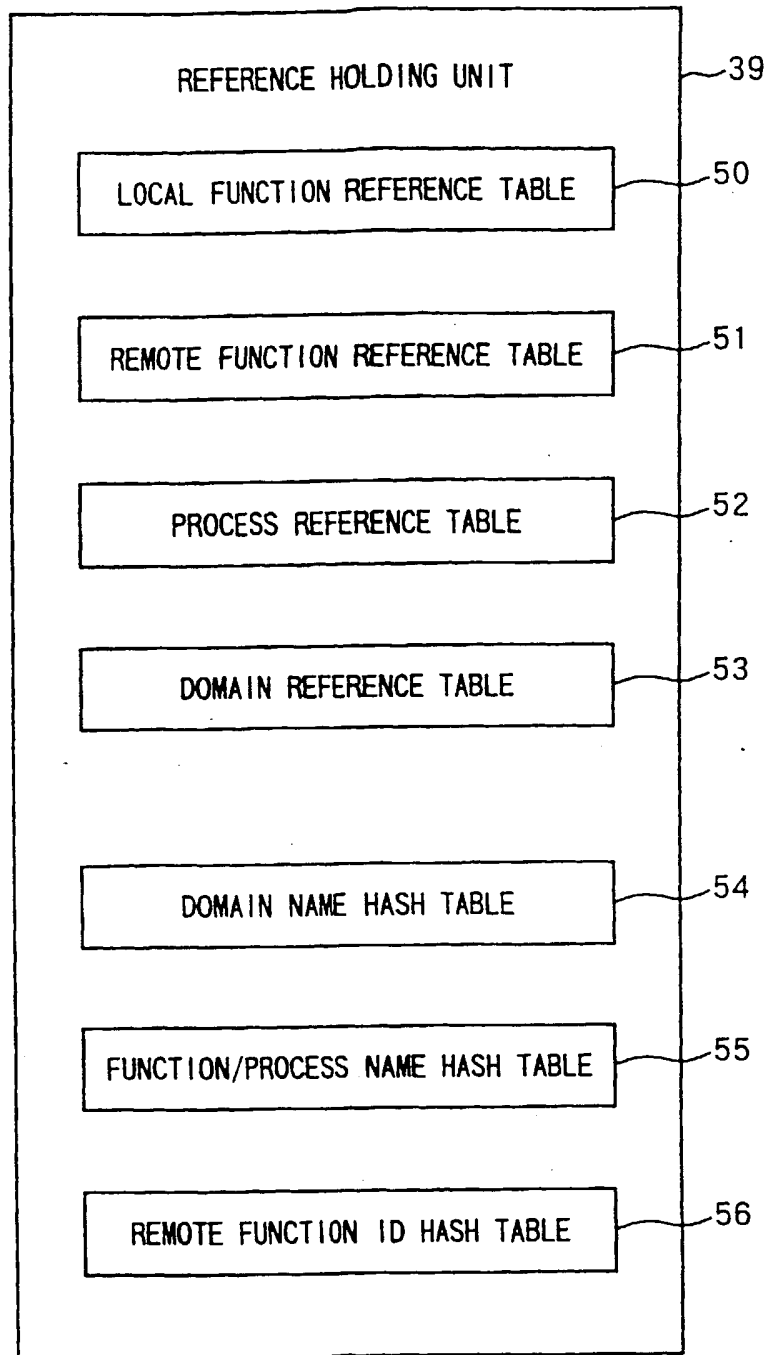 REFERENCE HOLDING UNIT
39
LOCAL FUNCTION REFERENCE TABLE
50
REMOTE FUNCTION REFERENCE TABLE
51
PROCESS REFERENCE TABLE
52
DOMAIN REFERENCE TABLE
53
DOMAIN NAME HASH TABLE
54
FUNCTION/PROCESS NAME HASH TABLE
55
REMOTE FUNCTION ID HASH TABLE
56